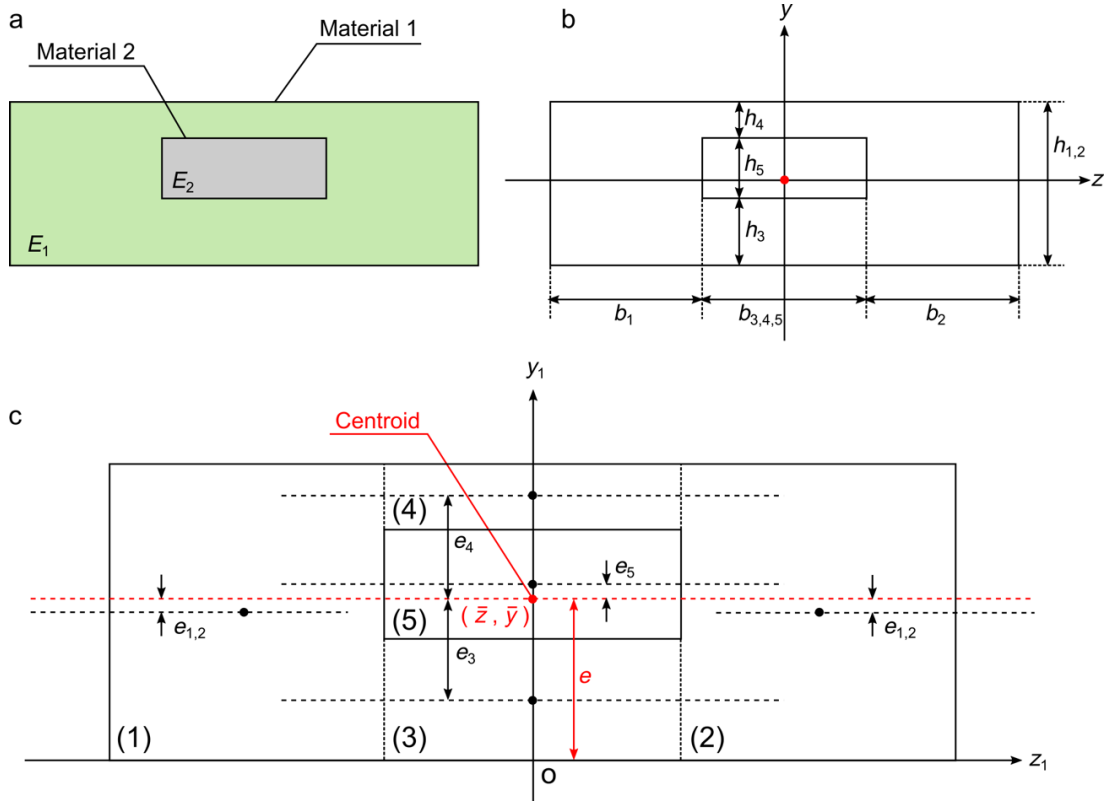 a
Material 1
Material 2
E₂
E₁
b
y
h₄
h₅
h₁,₂
z
h₃
b₁
b₃,₄,₅
b₂
c
y₁
Centroid
(4)
e₄
e₅
e₁,₂
(5)
( z̄ , ȳ )
e₁,₂
e₃
e
(1)
(3)
(2)
o
z₁